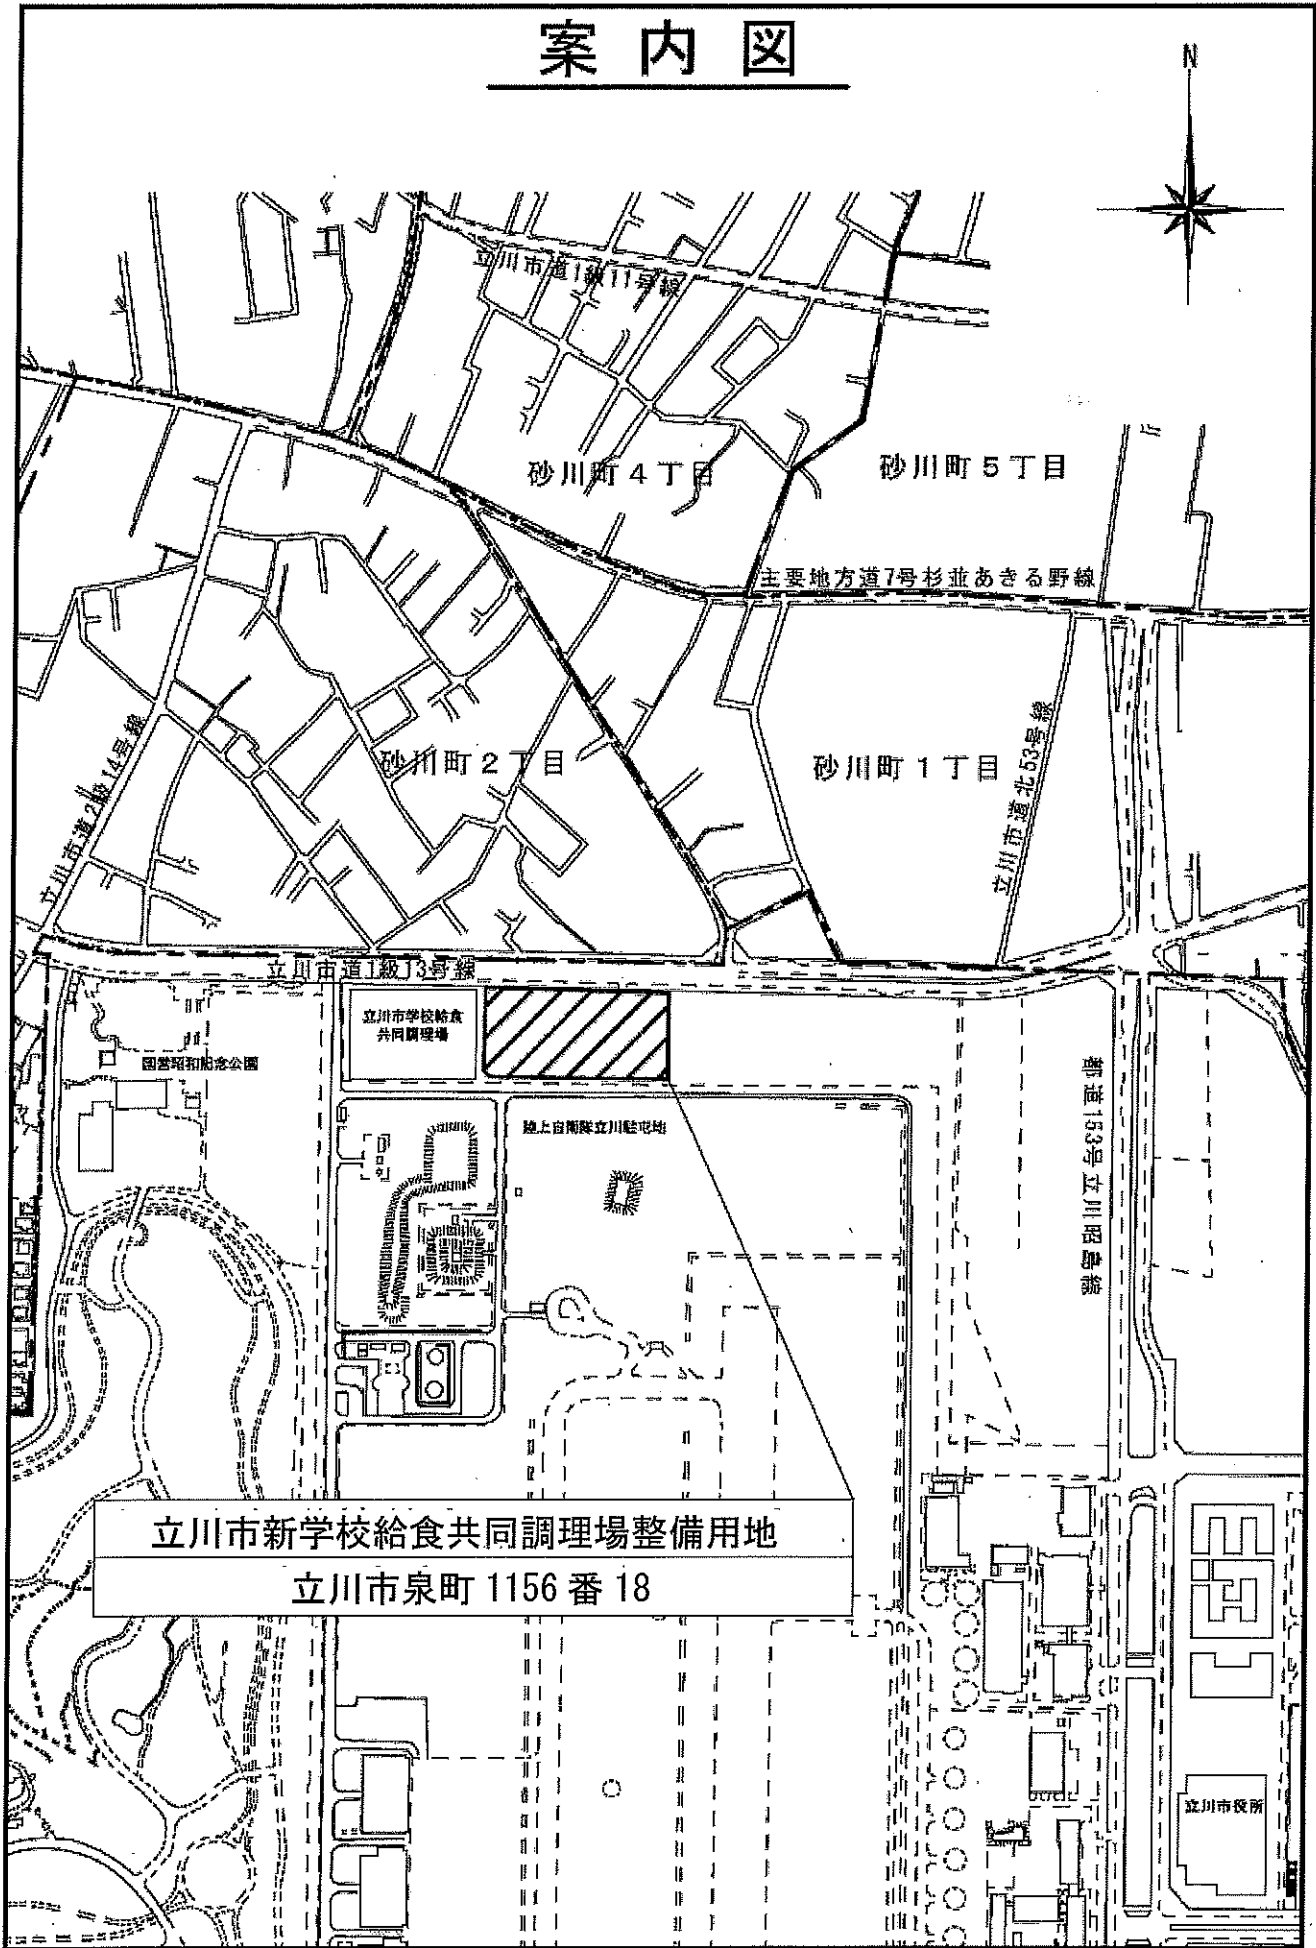 案内図
N
立川市道1級11号線
砂川町4丁目
砂川町5丁目
主要地方道7号杉並あきる野線
砂川町2丁目
砂川町1丁目
立川市道北53号線
立川市道2級14号線
立川市道1級13号線
立川市学校給食
共同調理場
国営昭和記念公園
陸上自衛隊立川駐屯地
都道153号立川昭島線
立川市新学校給食共同調理場整備用地
立川市泉町1156番18
立川市役所